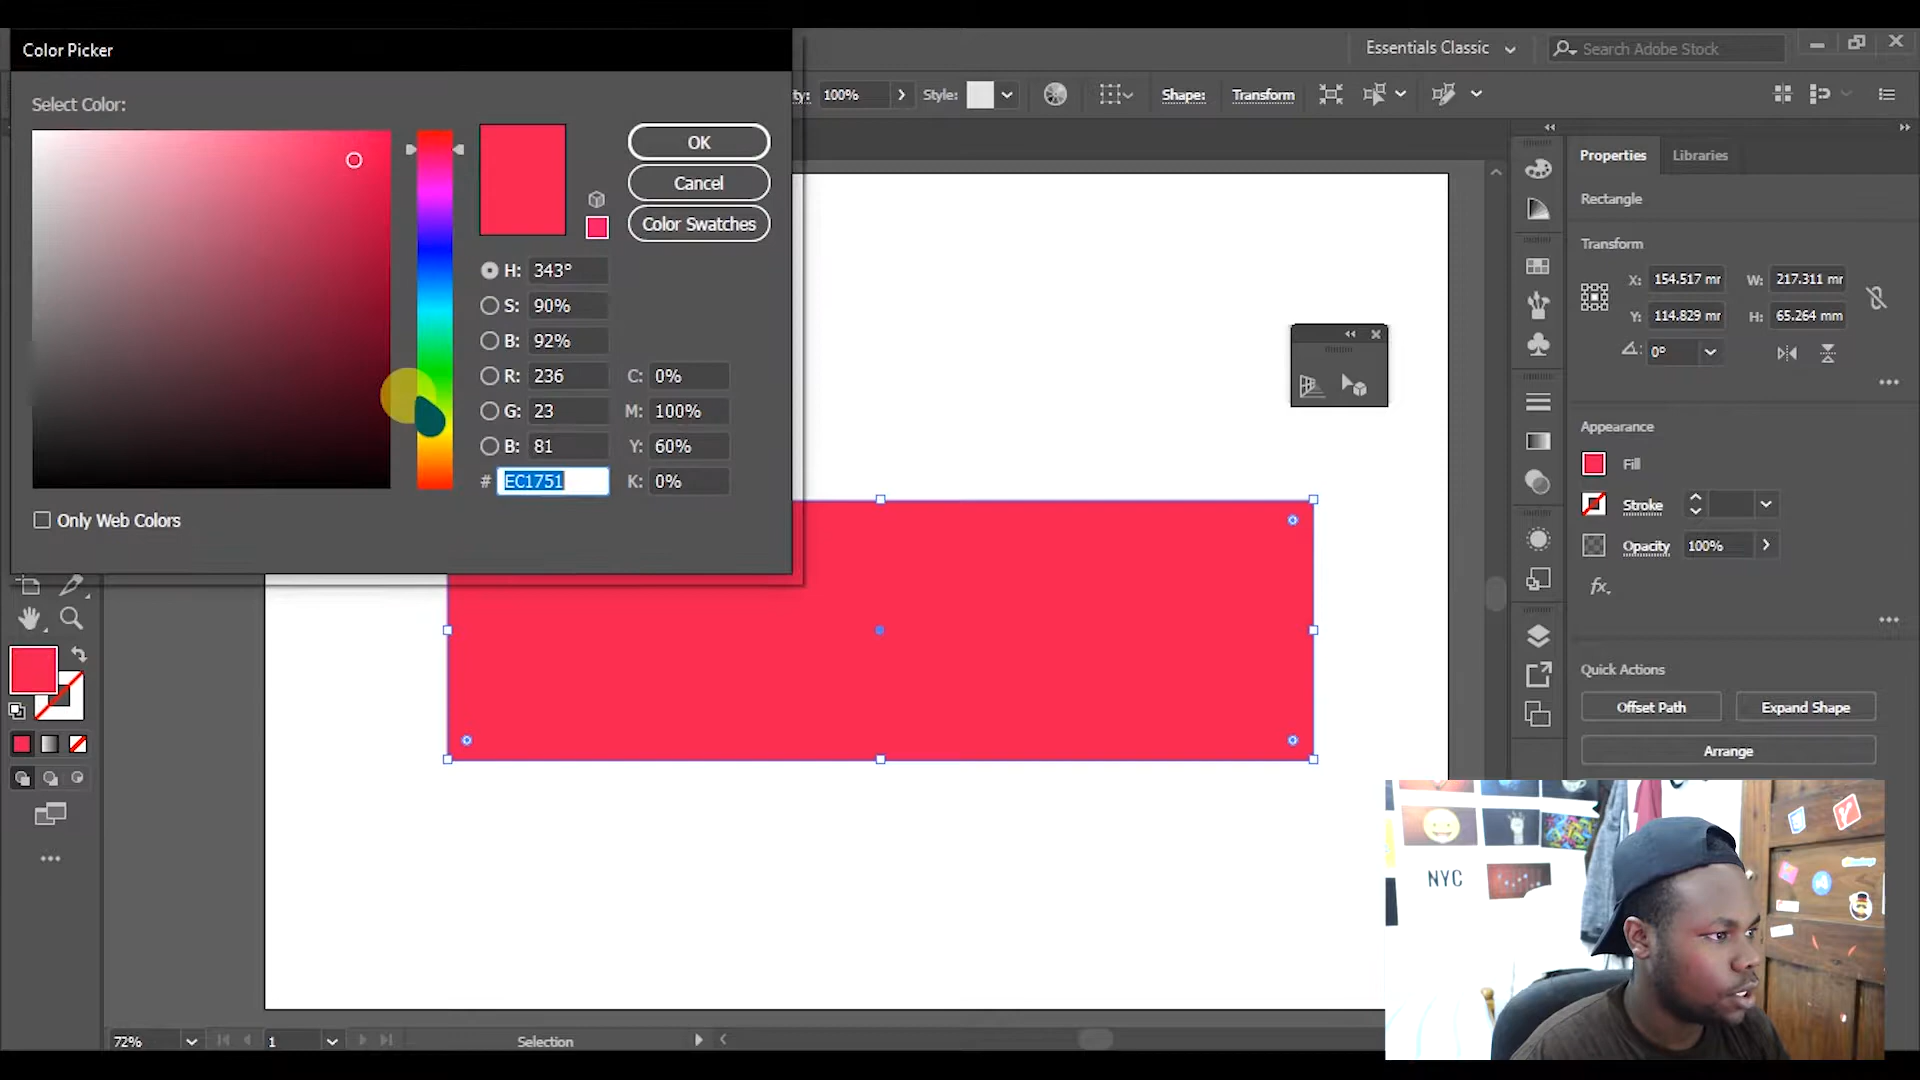 Color Picker
Essentials Classic
Search Adobe Stock
Select Color:
ty: 100%
Style:
Shape:
Transform
OK
Cancel
Color Swatches
H: 343°
S: 90%
B: 92%
R: 236
G: 23
B: 81
# EC1751
C: 0%
M: 100%
Y: 60%
K: 0%
Only Web Colors
Properties
Libraries
Rectangle
Transform
X: 154.517 mr
W: 217.311 mr
Y: 114.829 mr
H: 65.264 mm
0°
Appearance
Fill
Stroke
Opacity 100%
fx.
Quick Actions
Offset Path
Expand Shape
Arrange
NYC
72%
1
Selection